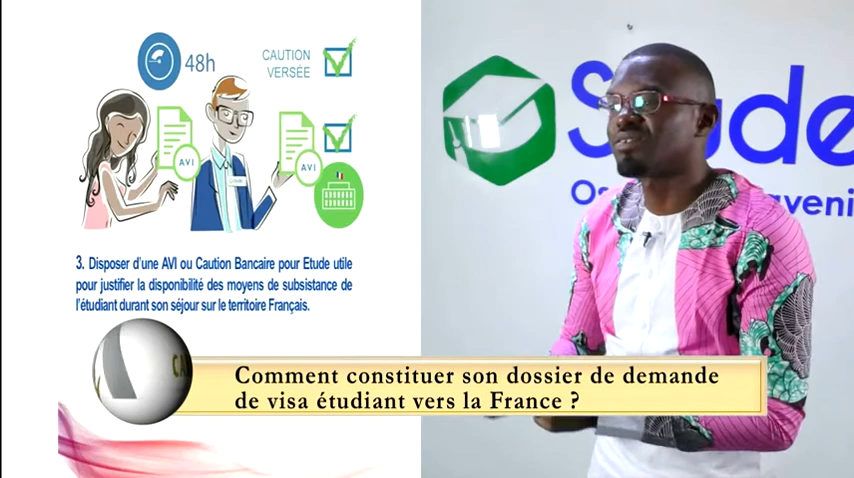 48h
CAUTION
VERSÉE
AVI
AVI
3. Disposer d'une AVI ou Caution Bancaire pour Etude utile
pour justifier la disponibilité des moyens de subsistance de
l'étudiant durant son séjour sur le territoire Français.
Comment constituer son dossier de demande
de visa étudiant vers la France ?